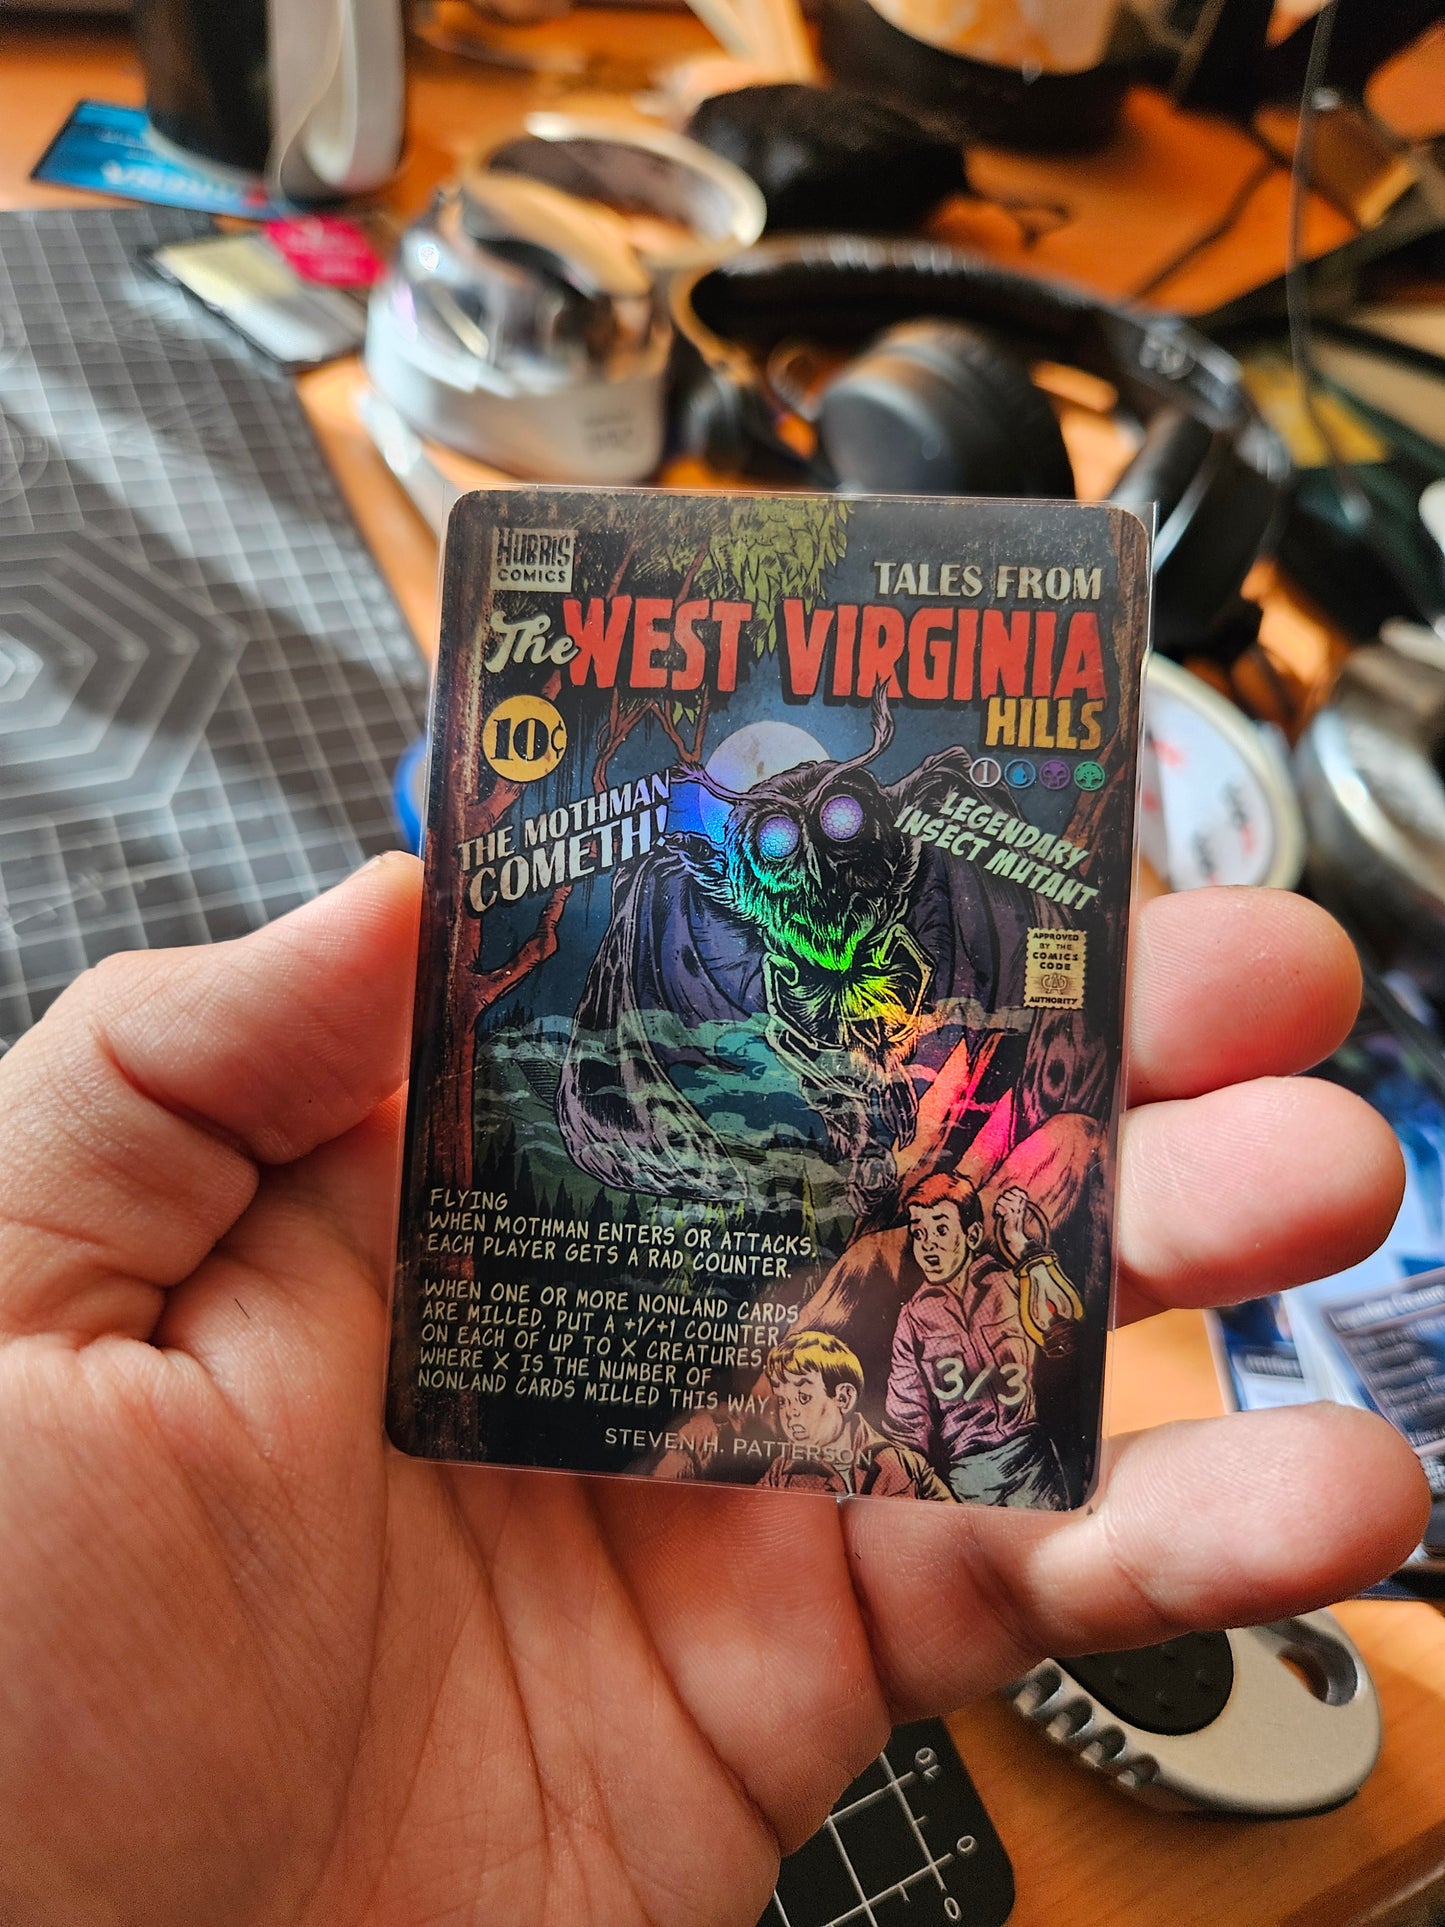 HUBRIS
COMICS
TALES FROM
The WEST VIRGINIA
HILLS
10¢
1
THE MOTHMAN
COMETH!
LEGENDARY
INSECT MUTANT
APPROVED
BY THE
COMICS
CODE
AUTHORITY
FLYING
WHEN MOTHMAN ENTERS OR ATTACKS,
EACH PLAYER GETS A RAD COUNTER.
WHEN ONE OR MORE NONLAND CARDS
ARE MILLED, PUT A +1/+1 COUNTER
ON EACH OF UP TO X CREATURES,
WHERE X IS THE NUMBER OF
NONLAND CARDS MILLED THIS WAY.
3/3
STEVEN H. PATTERSON
0